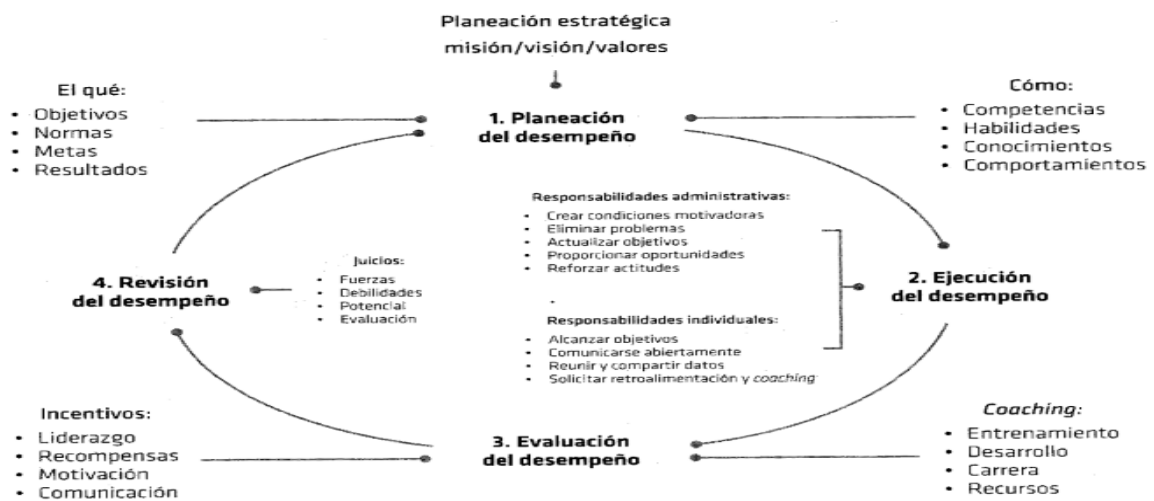 Planeación estratégica
misión/visión/valores
El qué:
• Objetivos
• Normas
• Metas
• Resultados
Cómo:
• Competencias
• Habilidades
• Conocimientos
• Comportamientos
1. Planeación
del desempeño
Responsabilidades administrativas:
• Crear condiciones motivadoras
• Eliminar problemas
• Actualizar objetivos
• Proporcionar oportunidades
• Reforzar actitudes
4. Revisión
del desempeño
Juicios:
• Fuerzas
• Debilidades
• Potencial
• Evaluación
2. Ejecución
del desempeño
Responsabilidades individuales:
• Alcanzar objetivos
• Comunicarse abiertamente
• Reunir y compartir datos
• Solicitar retroalimentación y coaching
Incentivos:
• Liderazgo
• Recompensas
• Motivación
• Comunicación
3. Evaluación
del desempeño
Coaching:
• Entrenamiento
• Desarrollo
• Carrera
• Recursos